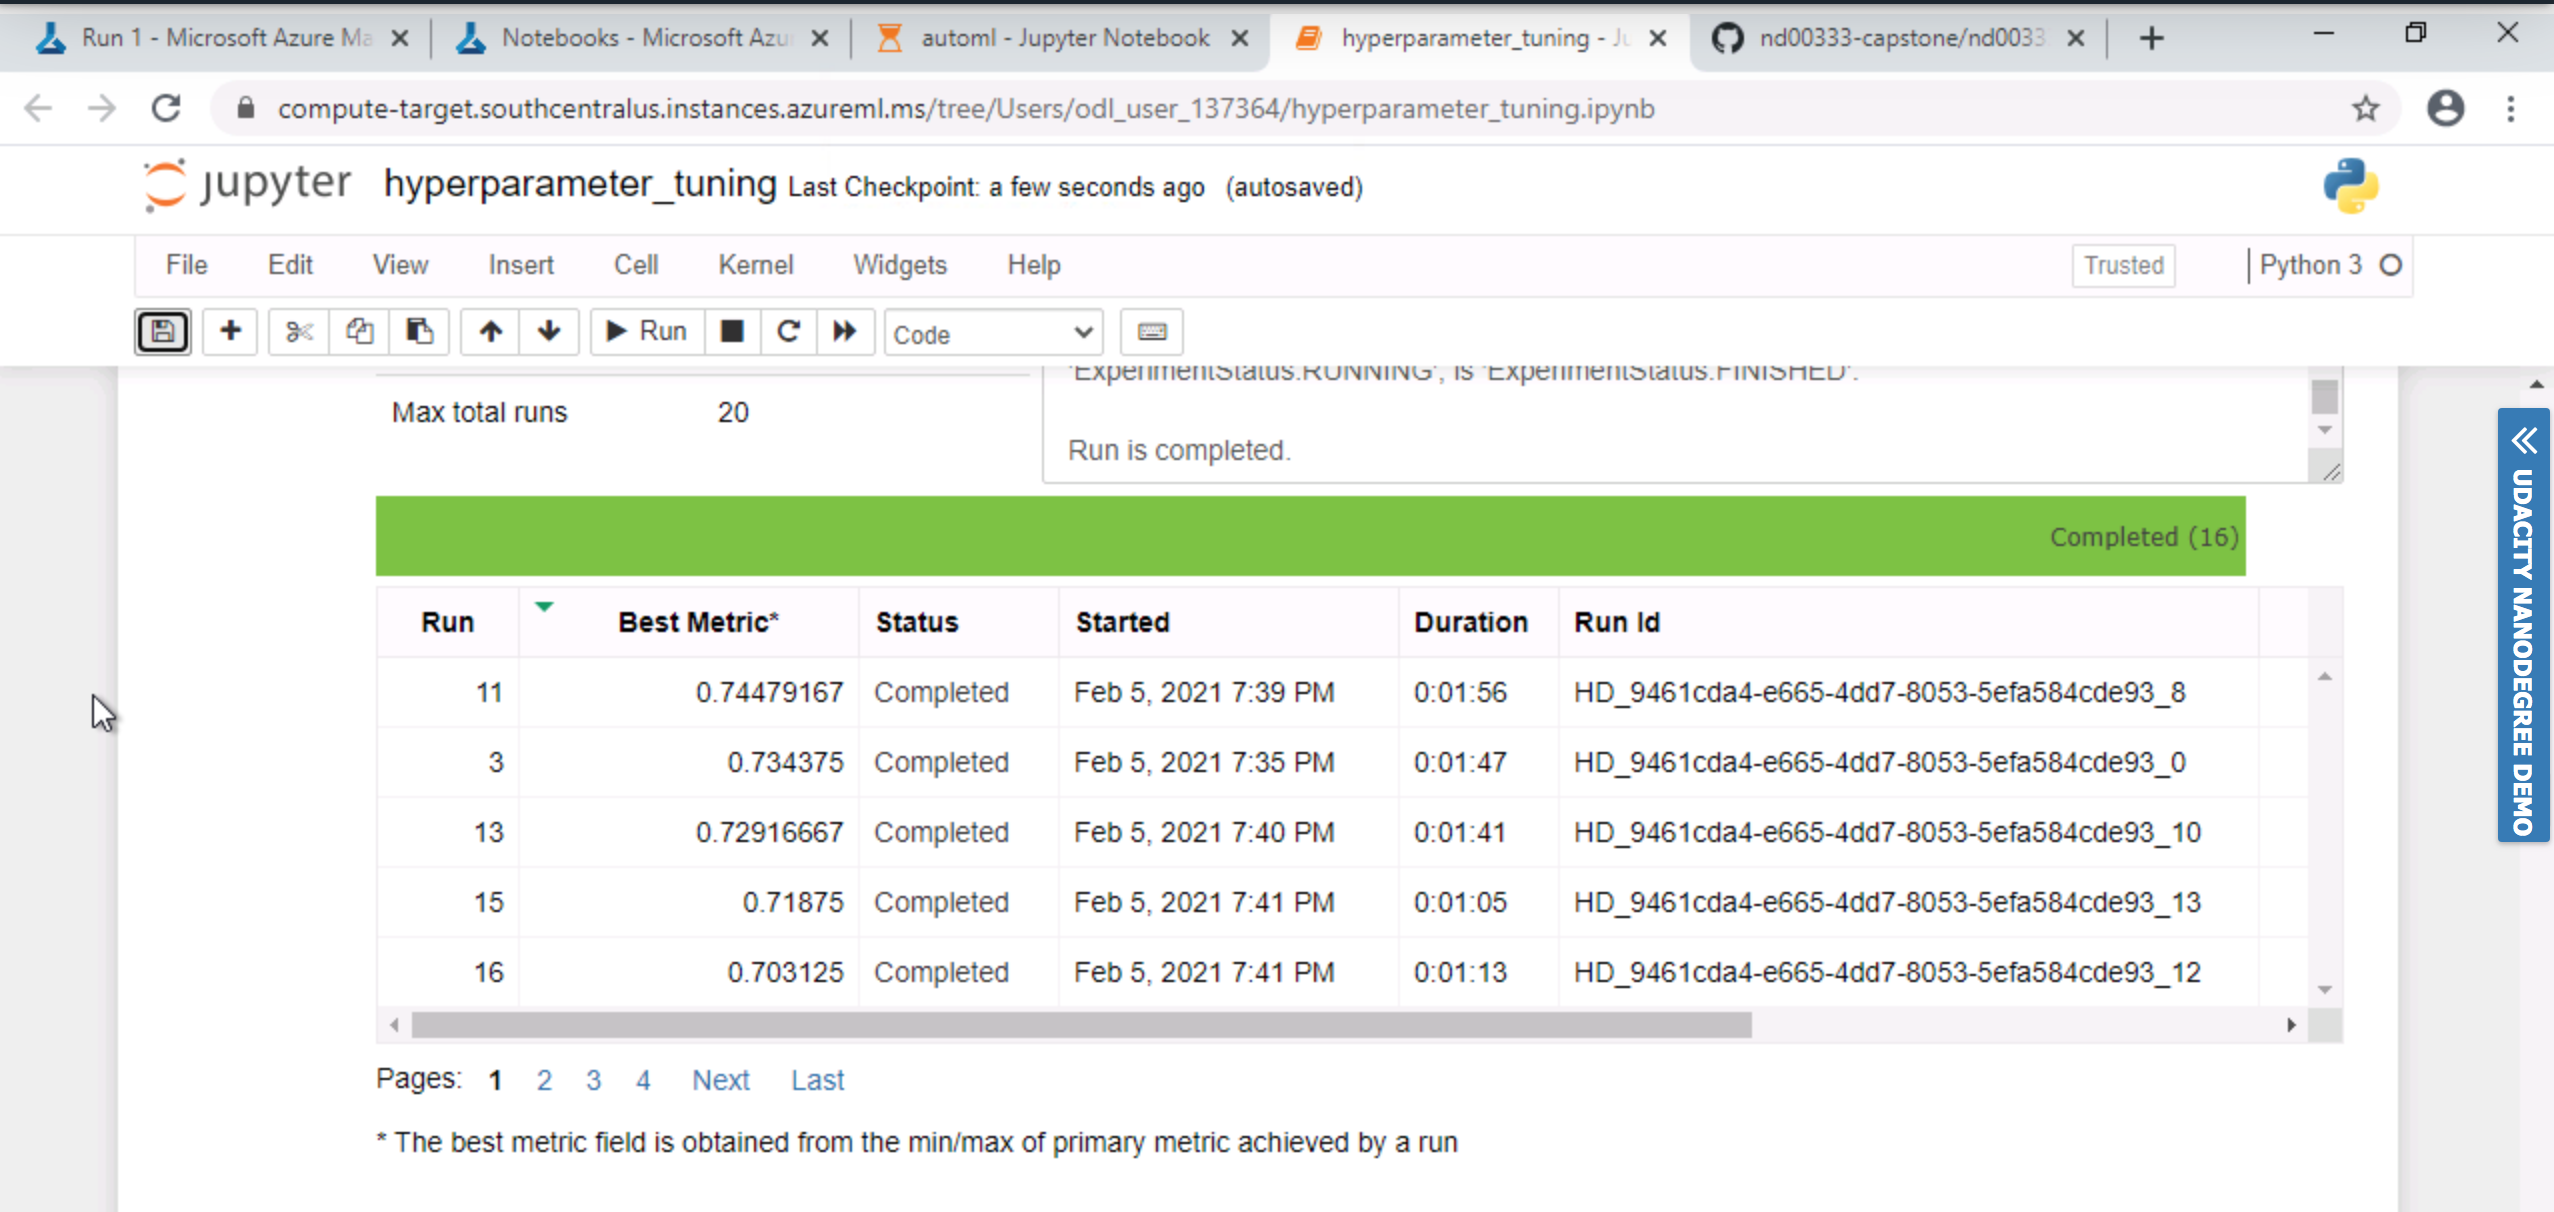 Run 1 - Microsoft Azure Ma
Notebooks - Microsoft Azu
automl - Jupyter Notebook
hyperparameter_tuning - Ju
nd00333-capstone/nd0033
compute-target.southcentralus.instances.azureml.ms/tree/Users/odl_user_137364/hyperparameter_tuning.ipynb
jupyter hyperparameter_tuning Last Checkpoint: a few seconds ago (autosaved)
File Edit View Insert Cell Kernel Widgets Help Trusted Python 3
Run Code
'ExperimentStatus.RUNNING', is 'ExperimentStatus.FINISHED'.
Max total runs 20
Run is completed.
Completed (16)
Run Best Metric* Status Started Duration Run Id
11 0.74479167 Completed Feb 5, 2021 7:39 PM 0:01:56 HD_9461cda4-e665-4dd7-8053-5efa584cde93_8
3 0.734375 Completed Feb 5, 2021 7:35 PM 0:01:47 HD_9461cda4-e665-4dd7-8053-5efa584cde93_0
13 0.72916667 Completed Feb 5, 2021 7:40 PM 0:01:41 HD_9461cda4-e665-4dd7-8053-5efa584cde93_10
15 0.71875 Completed Feb 5, 2021 7:41 PM 0:01:05 HD_9461cda4-e665-4dd7-8053-5efa584cde93_13
16 0.703125 Completed Feb 5, 2021 7:41 PM 0:01:13 HD_9461cda4-e665-4dd7-8053-5efa584cde93_12
Pages: 1 2 3 4 Next Last
* The best metric field is obtained from the min/max of primary metric achieved by a run
UDACITY NANODEGREE DEMO